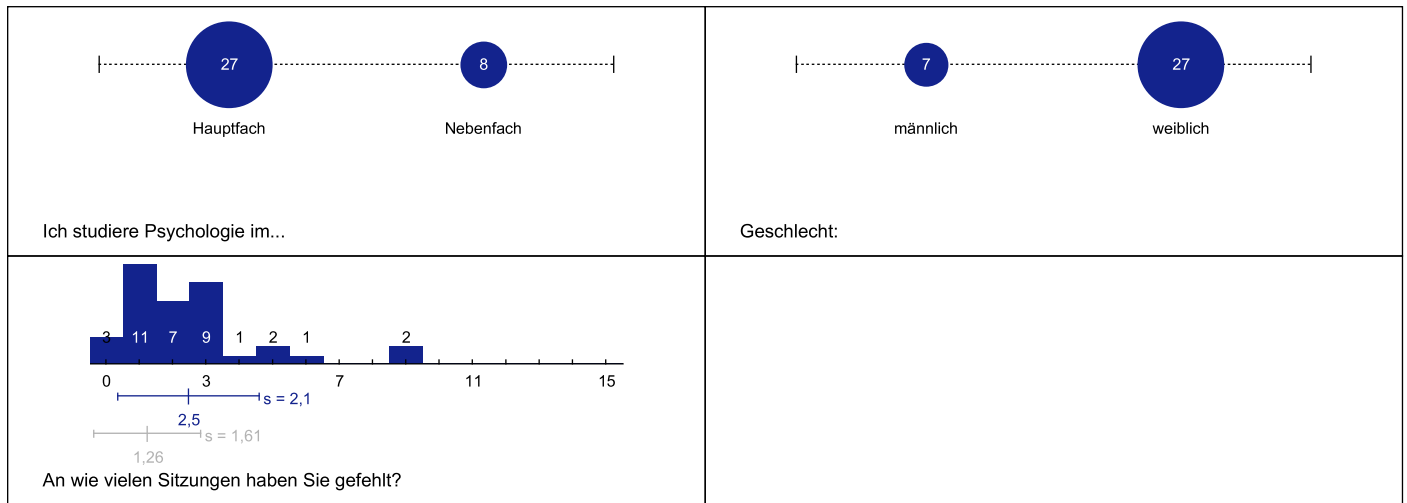 27 8
Hauptfach Nebenfach
Ich studiere Psychologie im...
7 27
männlich weiblich
Geschlecht:
3 11 7 9 1 2 1 2
0 3 7 11 15
s = 2,1
2,5
s = 1,61
1,26
An wie vielen Sitzungen haben Sie gefehlt?